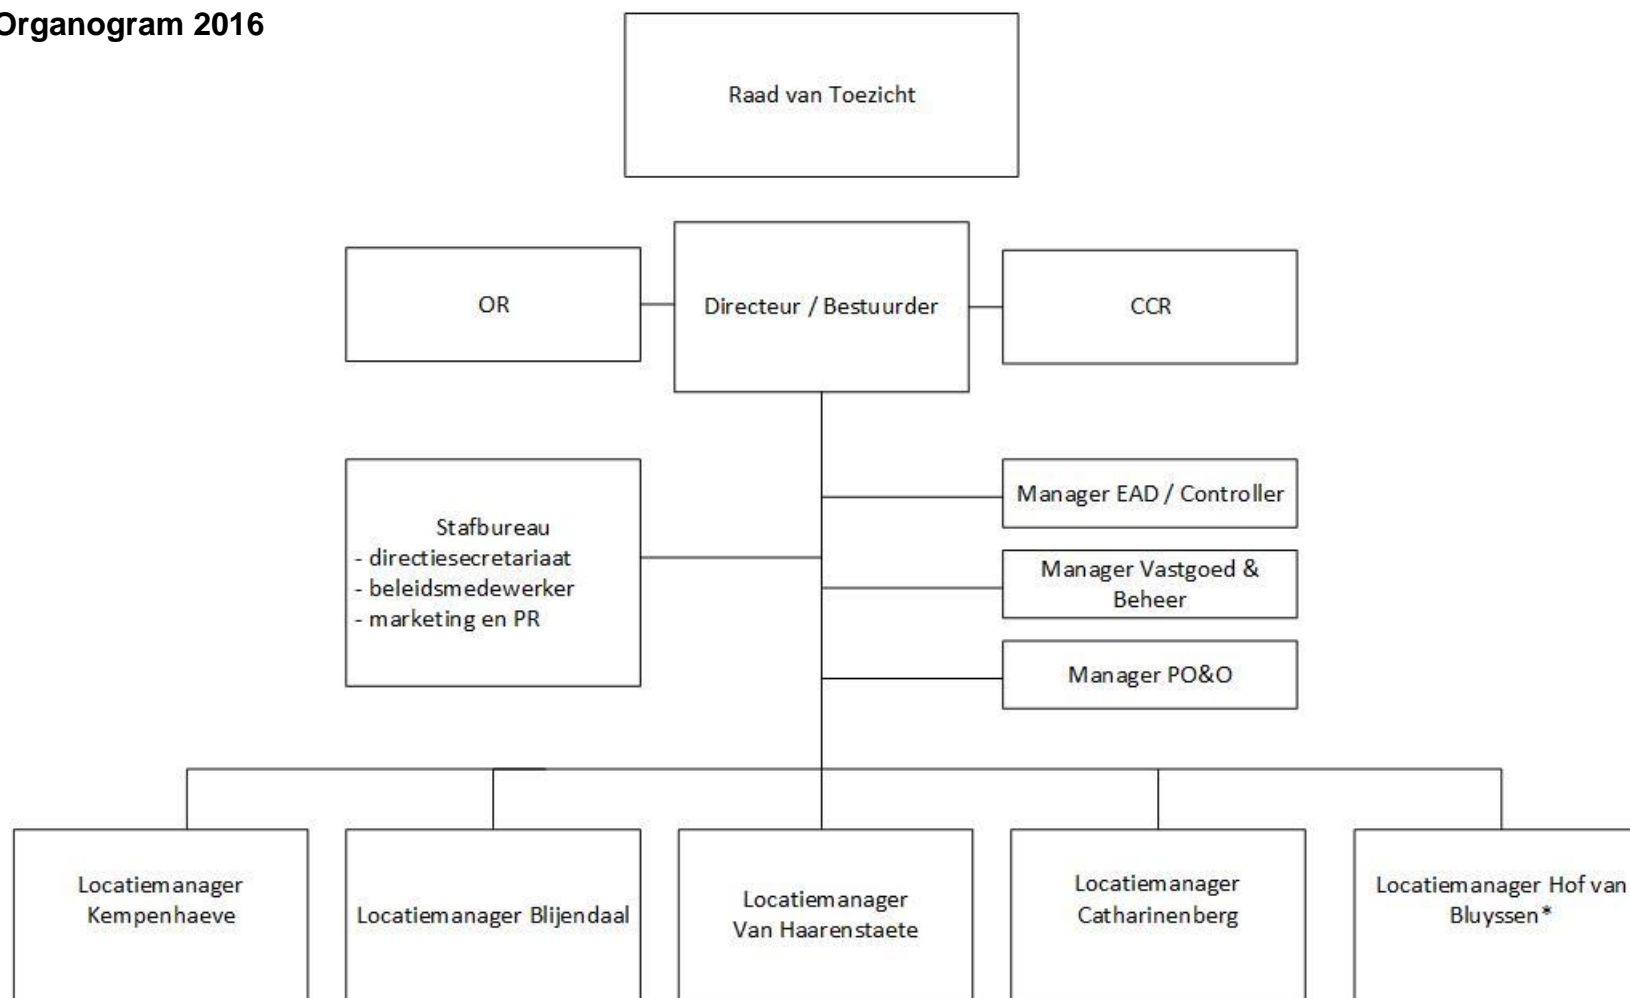 Organogram 2016
Raad van Toezicht
OR
Directeur / Bestuurder
CCR
Stafbureau
- directiesecretariaat
- beleidsmedewerker
- marketing en PR
Manager EAD / Controller
Manager Vastgoed &
Beheer
Manager PO&O
Locatiemanager
Kempenhaeve
Locatiemanager Blijendaal
Locatiemanager
Van Haarenstaete
Locatiemanager
Catharinenberg
Locatiemanager Hof van
Bluyssen*